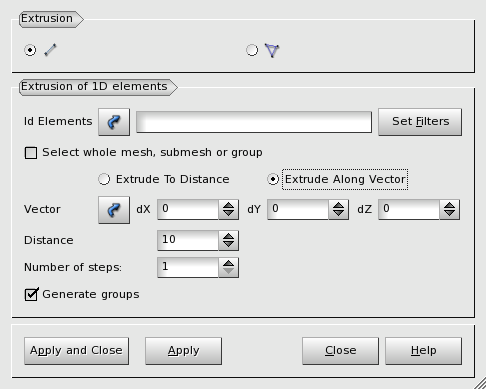 Extrusion
Extrusion of 1D elements
Id Elements Set Filters
Select whole mesh, submesh or group
Extrude To Distance Extrude Along Vector
Vector dX 0 dY 0 dZ 0
Distance 10
Number of steps: 1
Generate groups
Apply and Close Apply Close Help